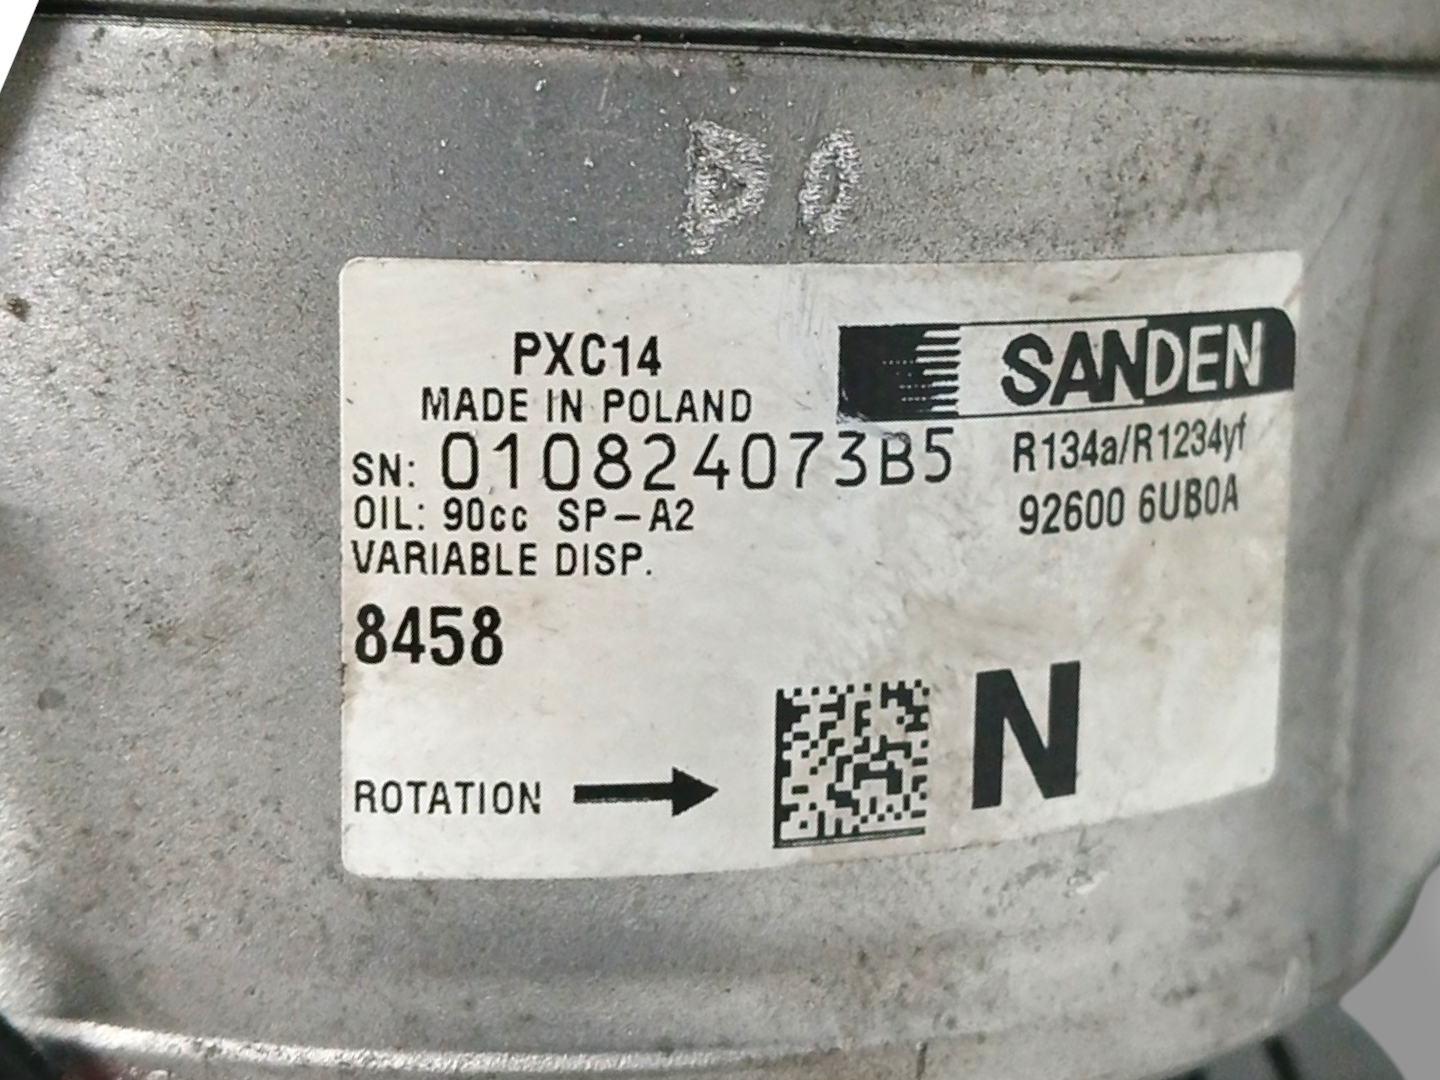 DO
PXC14
MADE IN POLAND
SN: 010824073B5
OIL: 90cc SP-A2
VARIABLE DISP.
8458
ROTATION
SANDEN
R134a/R1234yf
92600 6UB0A
N